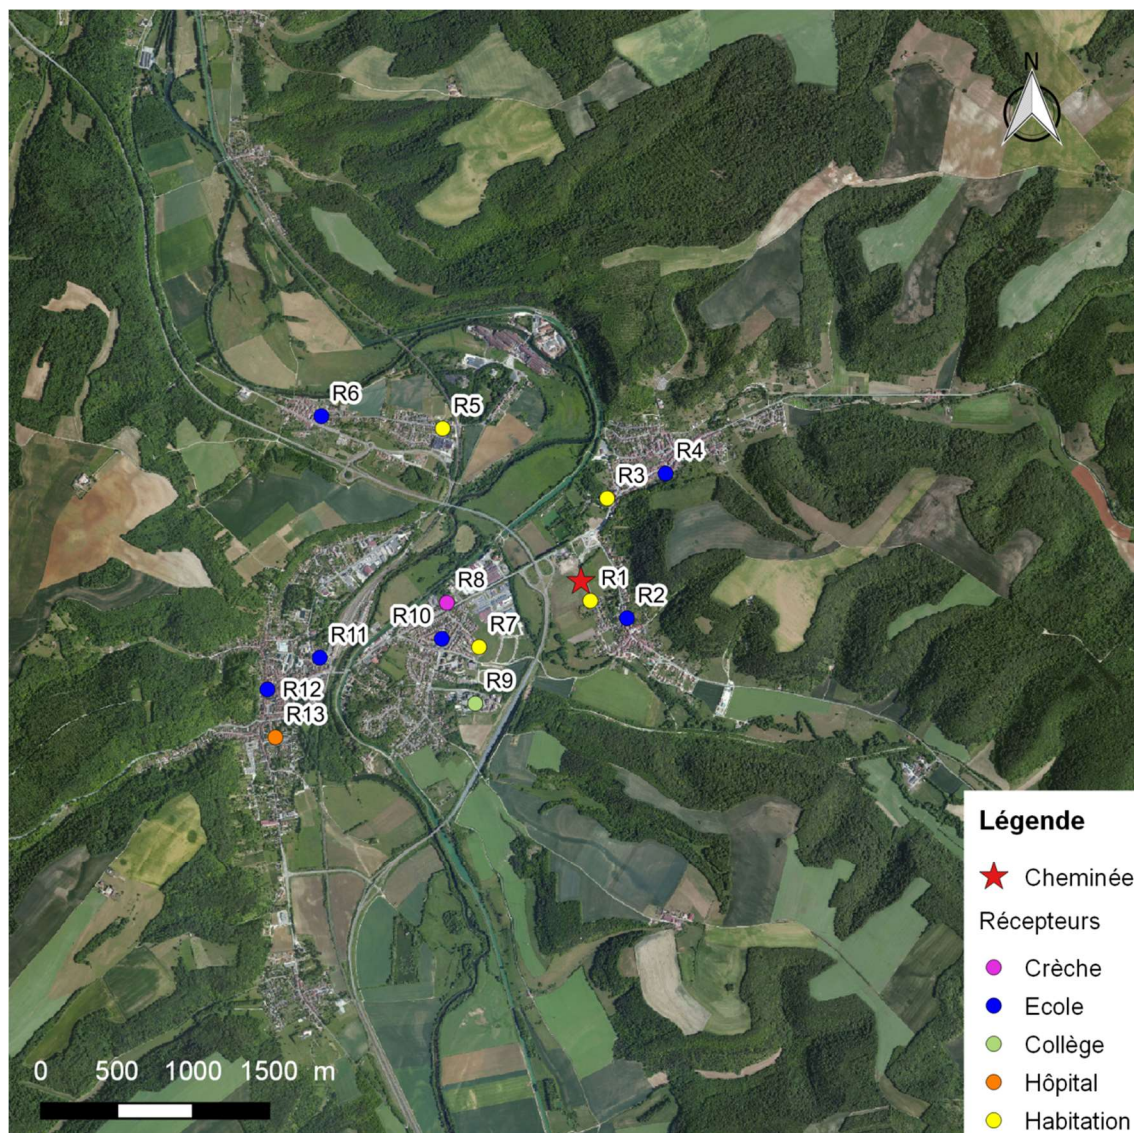 N
R6
R5
R4
R3
R8
R1
R2
R10
R7
R11
R9
R12
R13
Légende
Cheminée
Récepteurs
Crèche
Ecole
Collège
Hôpital
Habitation
0 500 1000 1500 m